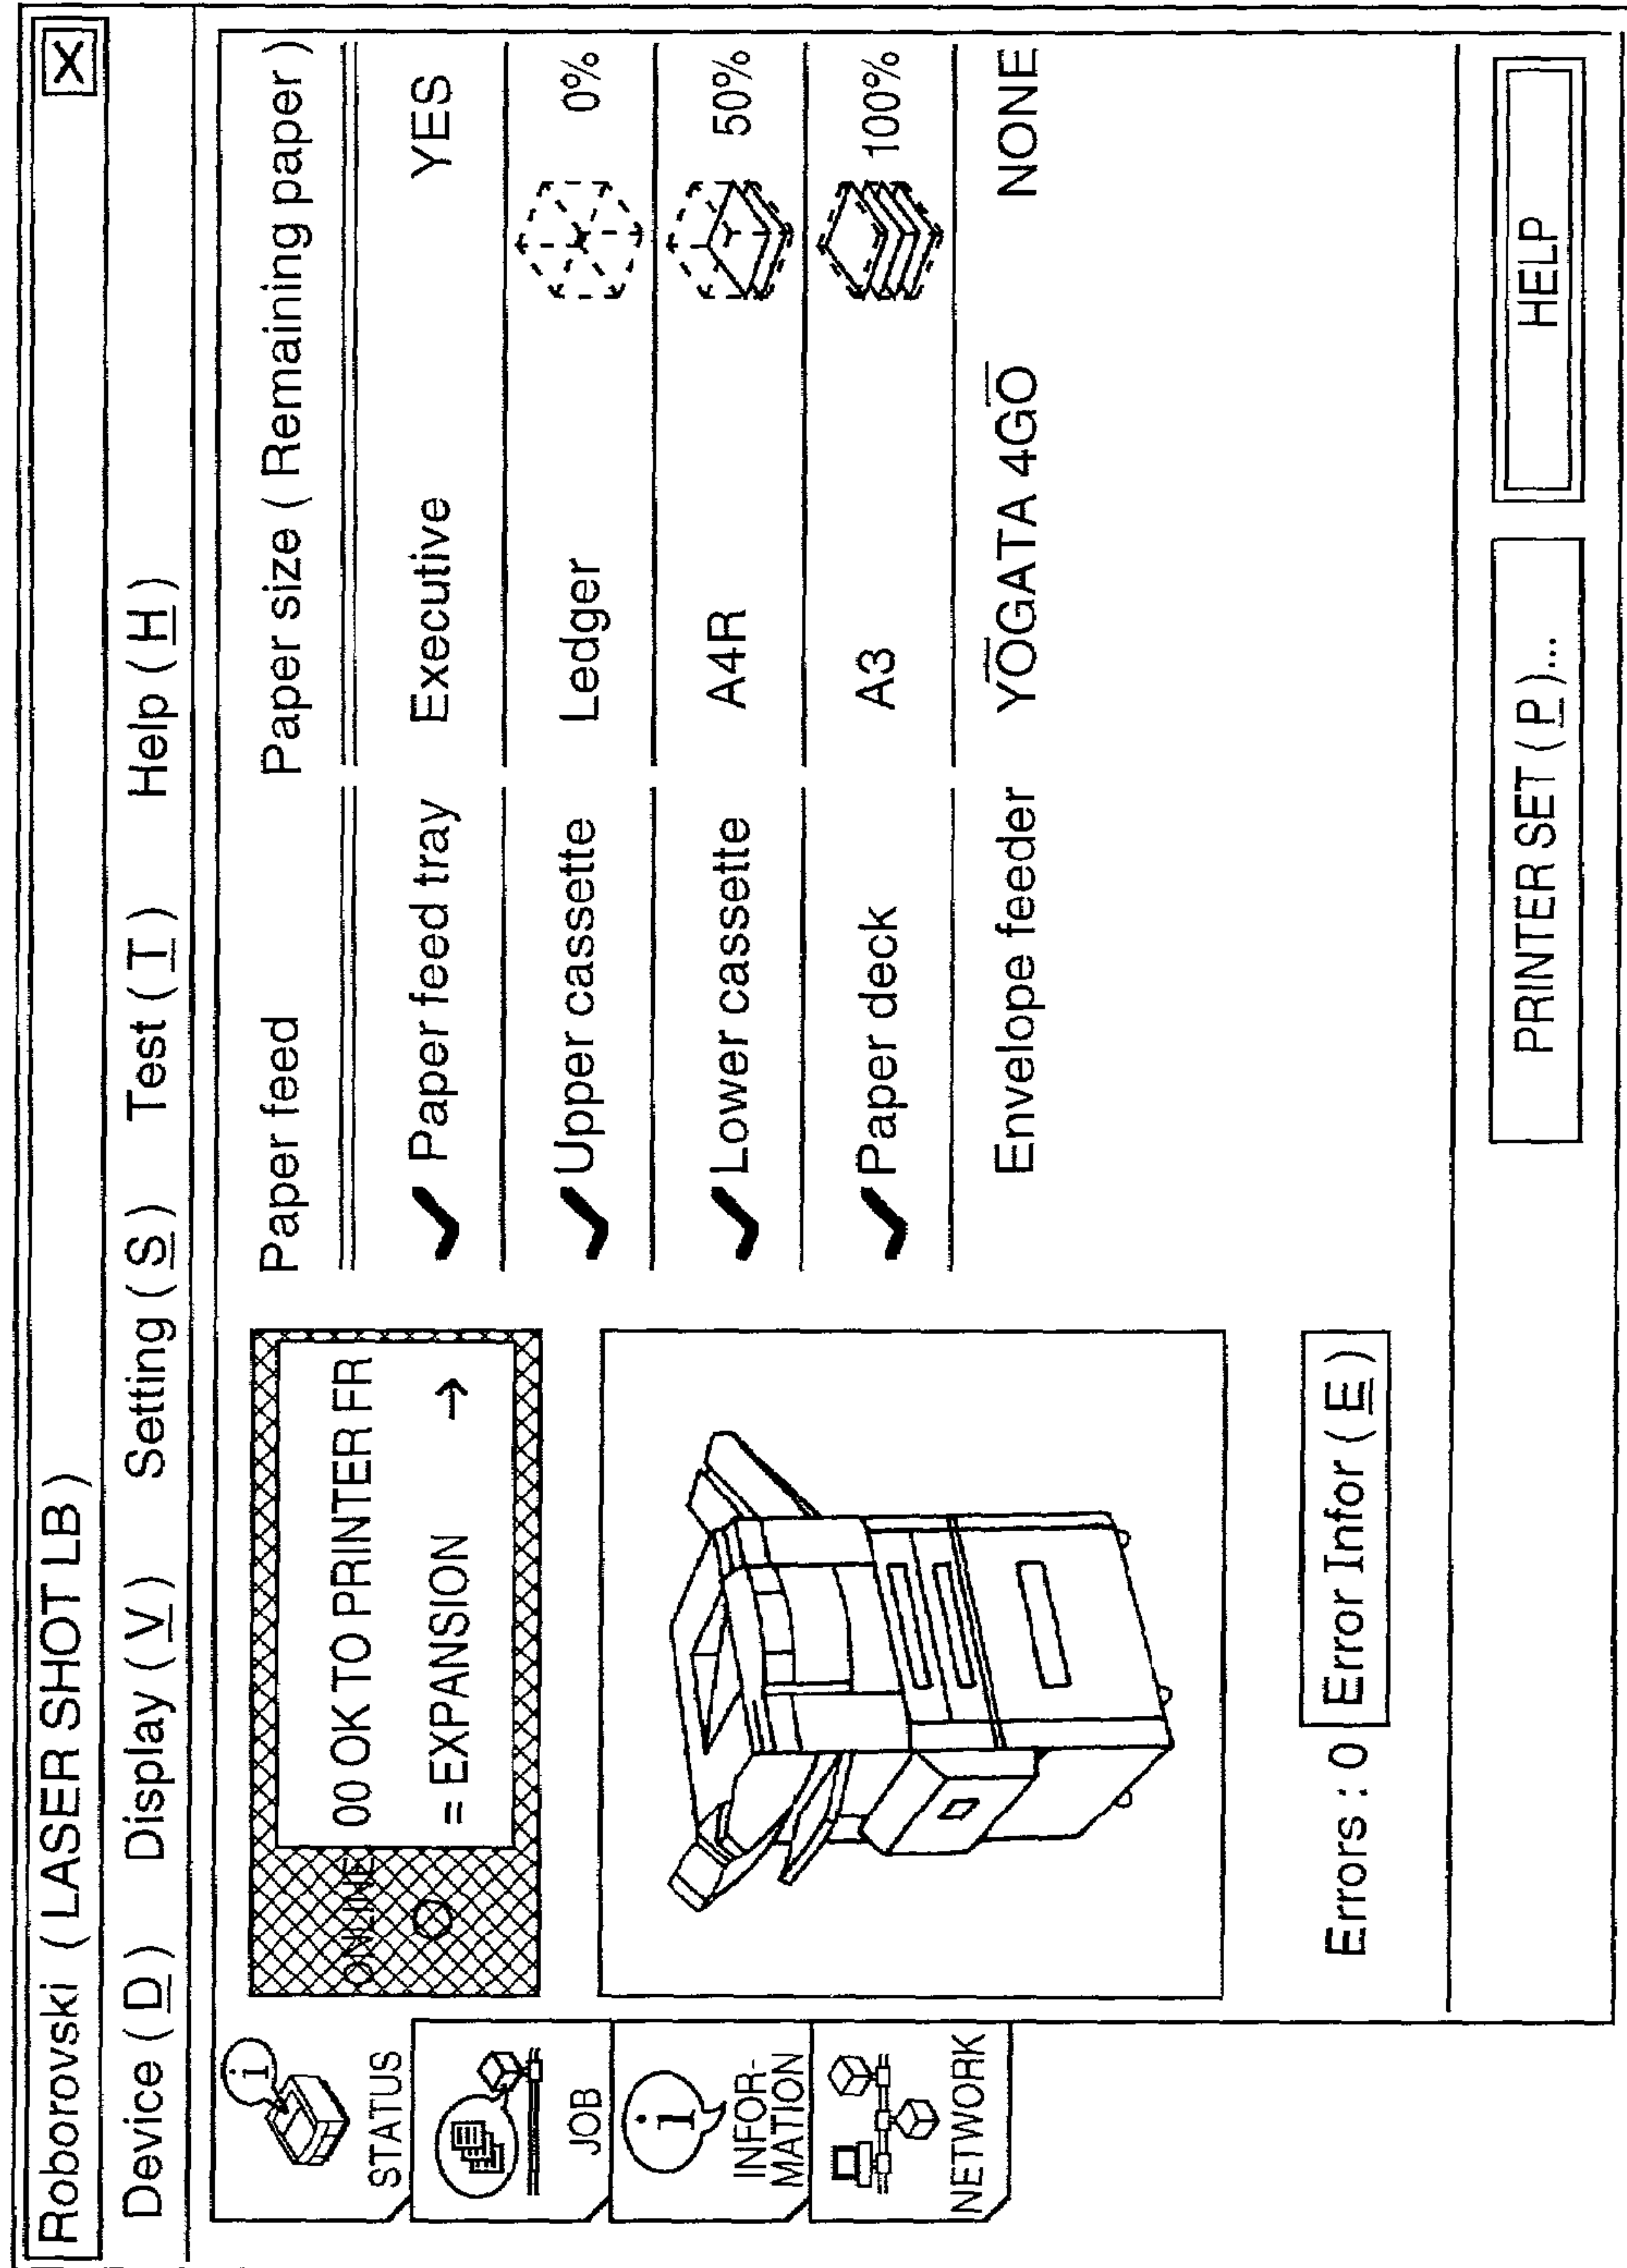 Roborovski ( LASER SHOT LB )
X
Device ( D ) Display ( V ) Setting ( S ) Test ( T ) Help ( H )
STATUS
JOB
INFOR-
MATION
NETWORK
ONLINE
00 OK TO PRINTER FR
= EXPANSION →
Errors : 0 Error Infor ( E )
Paper feed Paper size ( Remaining paper )
Paper feed tray Executive YES
Upper cassette Ledger 0%
Lower cassette A4R 50%
Paper deck A3 100%
Envelope feeder YŌGATA 4GŌ NONE
PRINTER SET ( P )... HELP